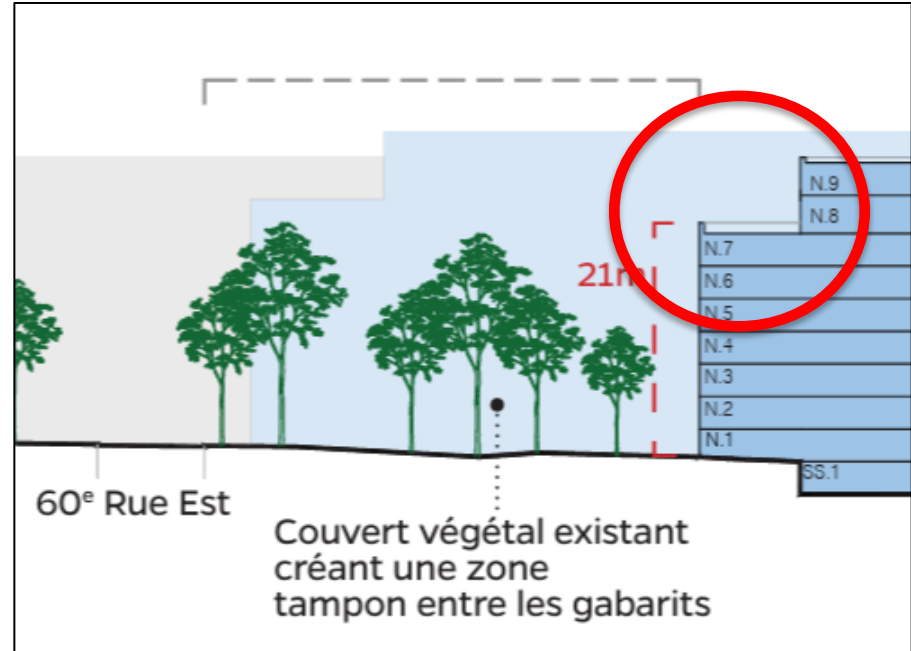 N.9
N.8
N.7
21m
N.6
N.5
N.4
N.3
N.2
N.1
SS.1
60e Rue Est
Couvert végétal existant
créant une zone
tampon entre les gabarits